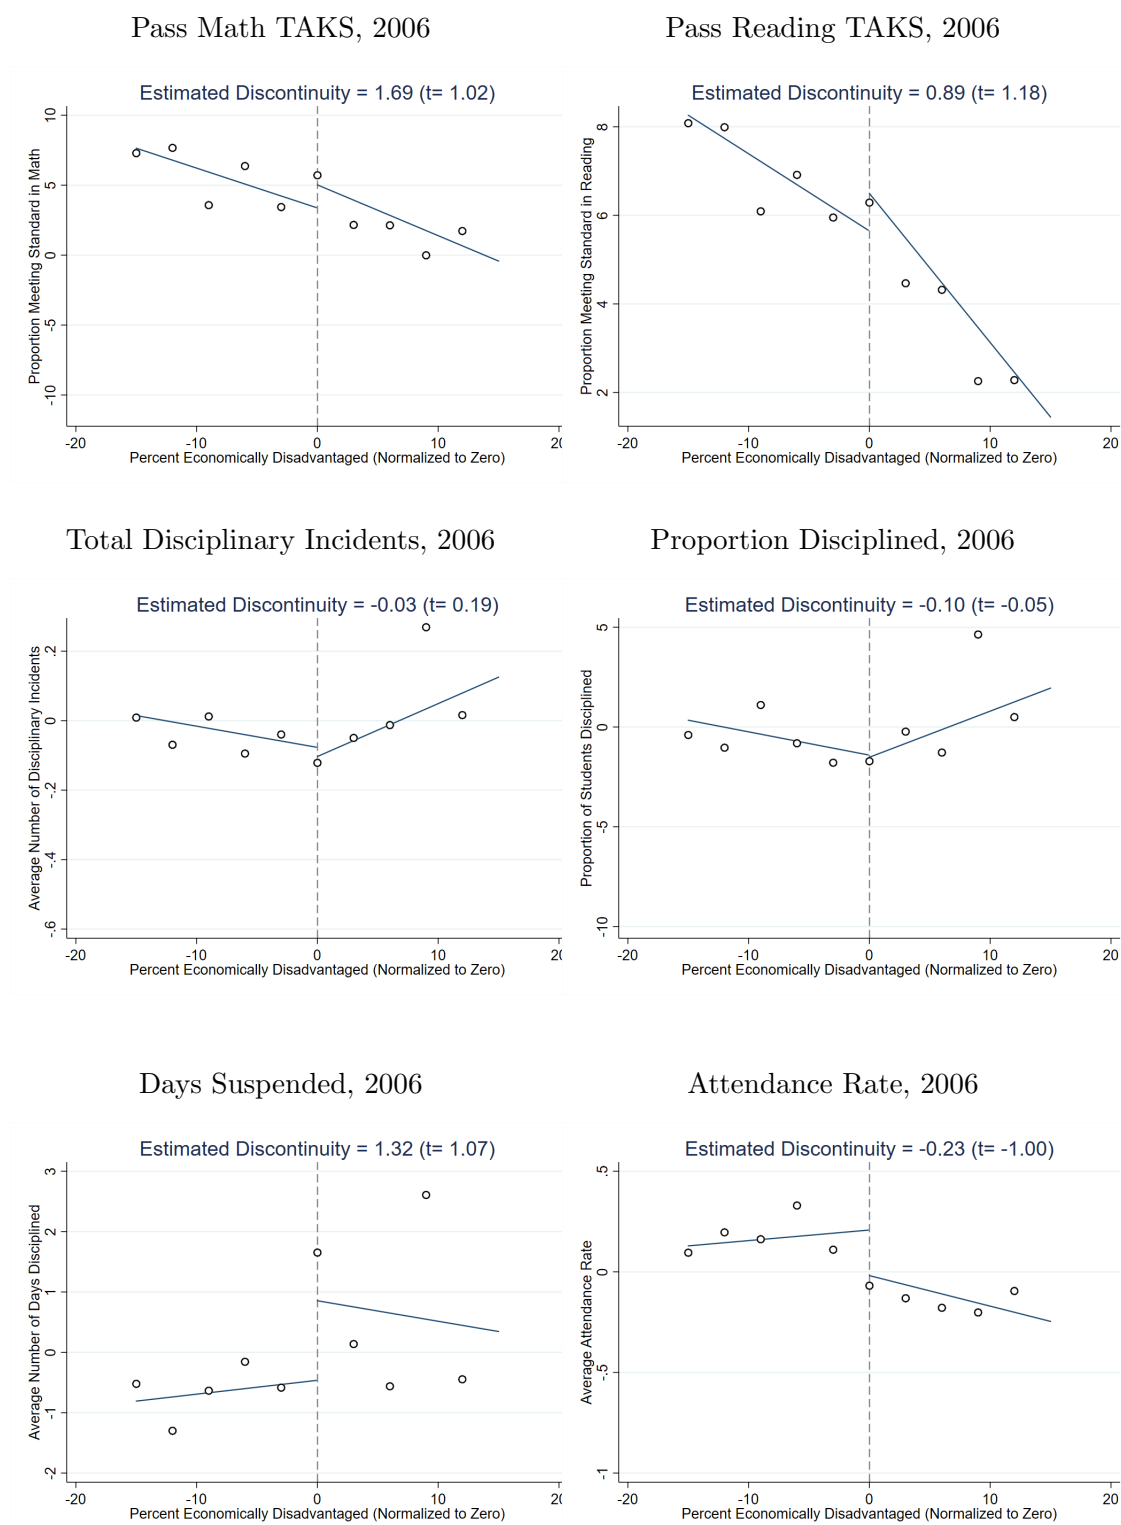 Pass Math TAKS, 2006
Estimated Discontinuity = 1.69 (t= 1.02)
Proportion Meeting Standard in Math
10
5
0
-5
-10
-20 -10 0 10 20
Percent Economically Disadvantaged (Normalized to Zero)
Pass Reading TAKS, 2006
Estimated Discontinuity = 0.89 (t= 1.18)
Proportion Meeting Standard in Reading
8
6
4
2
-20 -10 0 10 20
Percent Economically Disadvantaged (Normalized to Zero)
Total Disciplinary Incidents, 2006
Estimated Discontinuity = -0.03 (t= 0.19)
Average Number of Disciplinary Incidents
.2
0
-.2
-.4
-.6
-20 -10 0 10 20
Percent Economically Disadvantaged (Normalized to Zero)
Proportion Disciplined, 2006
Estimated Discontinuity = -0.10 (t= -0.05)
Proportion of Students Disciplined
5
0
-5
-10
-20 -10 0 10 20
Percent Economically Disadvantaged (Normalized to Zero)
Days Suspended, 2006
Estimated Discontinuity = 1.32 (t= 1.07)
Average Number of Days Disciplined
3
2
1
0
-1
-2
-20 -10 0 10 20
Percent Economically Disadvantaged (Normalized to Zero)
Attendance Rate, 2006
Estimated Discontinuity = -0.23 (t= -1.00)
Average Attendance Rate
.5
0
-.5
-1
-20 -10 0 10 20
Percent Economically Disadvantaged (Normalized to Zero)